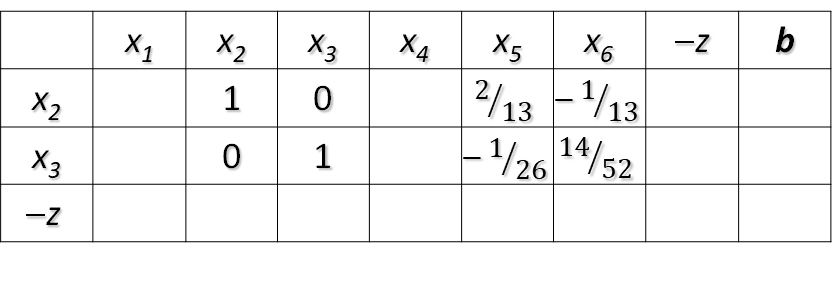 x₁ x₂ x₃ x₄ x₅ x₆ –z b
x₂ 1 0 2/13 – 1/13
x₃ 0 1 – 1/26 14/52
–z